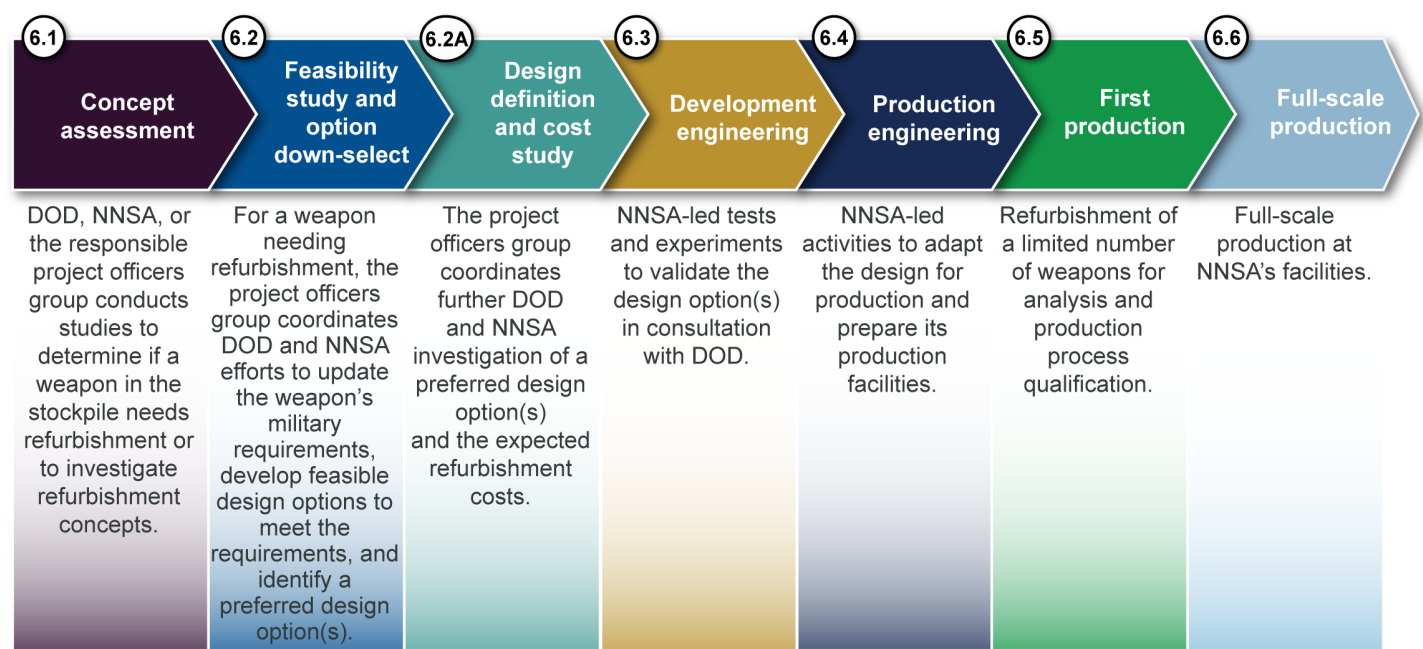 6.1
Concept
assessment
DOD, NNSA, or
the responsible
project officers
group conducts
studies to
determine if a
weapon in the
stockpile needs
refurbishment or
to investigate
refurbishment
concepts.
6.2
Feasibility
study and
option
down-select
For a weapon
needing
refurbishment, the
project officers
group coordinates
DOD and NNSA
efforts to update
the weapon’s
military
requirements,
develop feasible
design options to
meet the
requirements, and
identify a
preferred design
option(s).
6.2A
Design
definition
and cost
study
The project
officers group
coordinates
further DOD
and NNSA
investigation of a
preferred design
option(s)
and the expected
refurbishment
costs.
6.3
Development
engineering
NNSA-led tests
and experiments
to validate the
design option(s)
in consultation
with DOD.
6.4
Production
engineering
NNSA-led
activities to adapt
the design for
production and
prepare its
production
facilities.
6.5
First
production
Refurbishment of
a limited number
of weapons for
analysis and
production
process
qualification.
6.6
Full-scale
production
Full-scale
production at
NNSA’s facilities.